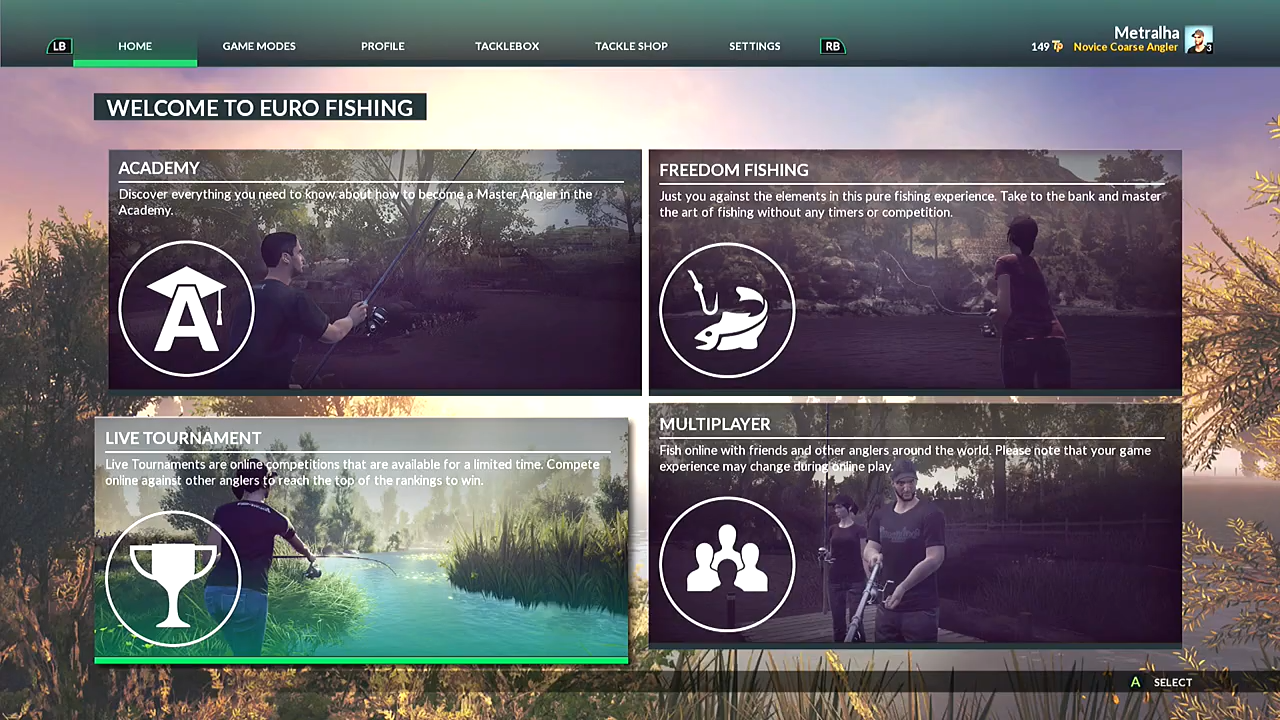 LB HOME GAME MODES PROFILE TACKLEBOX TACKLE SHOP SETTINGS RB
Metralha
149 TP Novice Coarse Angler
3
WELCOME TO EURO FISHING
ACADEMY
Discover everything you need to know about how to become a Master Angler in the
Academy.
A
FREEDOM FISHING
Just you against the elements in this pure fishing experience. Take to the bank and master
the art of fishing without any timers or competition.
LIVE TOURNAMENT
Live Tournaments are online competitions that are available for a limited time. Compete
online against other anglers to reach the top of the rankings to win.
MULTIPLAYER
Fish online with friends and other anglers around the world. Please note that your game
experience may change during online play.
A SELECT